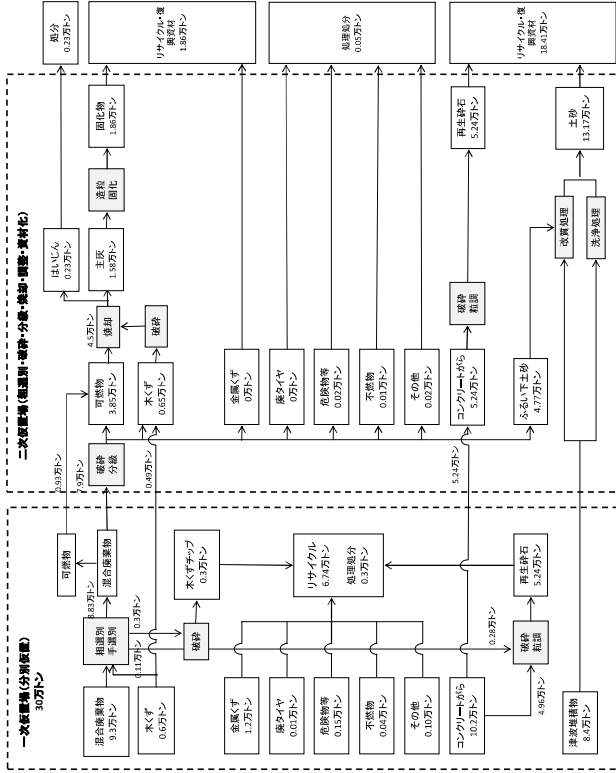 一次仮置場(分別仮置)
30万トン
混合廃棄物
9.3万トン
木くず
0.6万トン
金属くず
1.2万トン
廃タイヤ
0.01万トン
危険物等
0.15万トン
不燃物
0.04万トン
その他
0.10万トン
コンクリートがら
10.2万トン
津波堆積物
8.4万トン
粗選別
手選別
0.11万トン
0.3万トン
8.83万トン
破砕
4.96万トン
0.28万トン
破砕
粒調
可燃物
混合廃棄物
木くずチップ
0.3万トン
リサイクル
6.74万トン
処理処分
0.3万トン
再生砕石
5.24万トン
二次仮置場(粗選別・破砕・分級・焼却・調整・資材化)
0.93万トン
7.9万トン
0.49万トン
5.24万トン
破砕
分級
可燃物
3.85万トン
木くず
0.65万トン
金属くず
0万トン
廃タイヤ
0万トン
危険物等
0.02万トン
不燃物
0.01万トン
その他
0.02万トン
コンクリートがら
5.24万トン
ふるい下土砂
4.77万トン
4.5万トン
焼却
破砕
破砕
粒調
はいじん
0.23万トン
主灰
1.58万トン
造粒
固化
固化物
1.86万トン
再生砕石
5.24万トン
改質処理
洗浄処理
土砂
13.17万トン
処分
0.23万トン
リサイクル・復
興資材
1.86万トン
処理処分
0.05万トン
リサイクル・復
興資材
18.41万トン